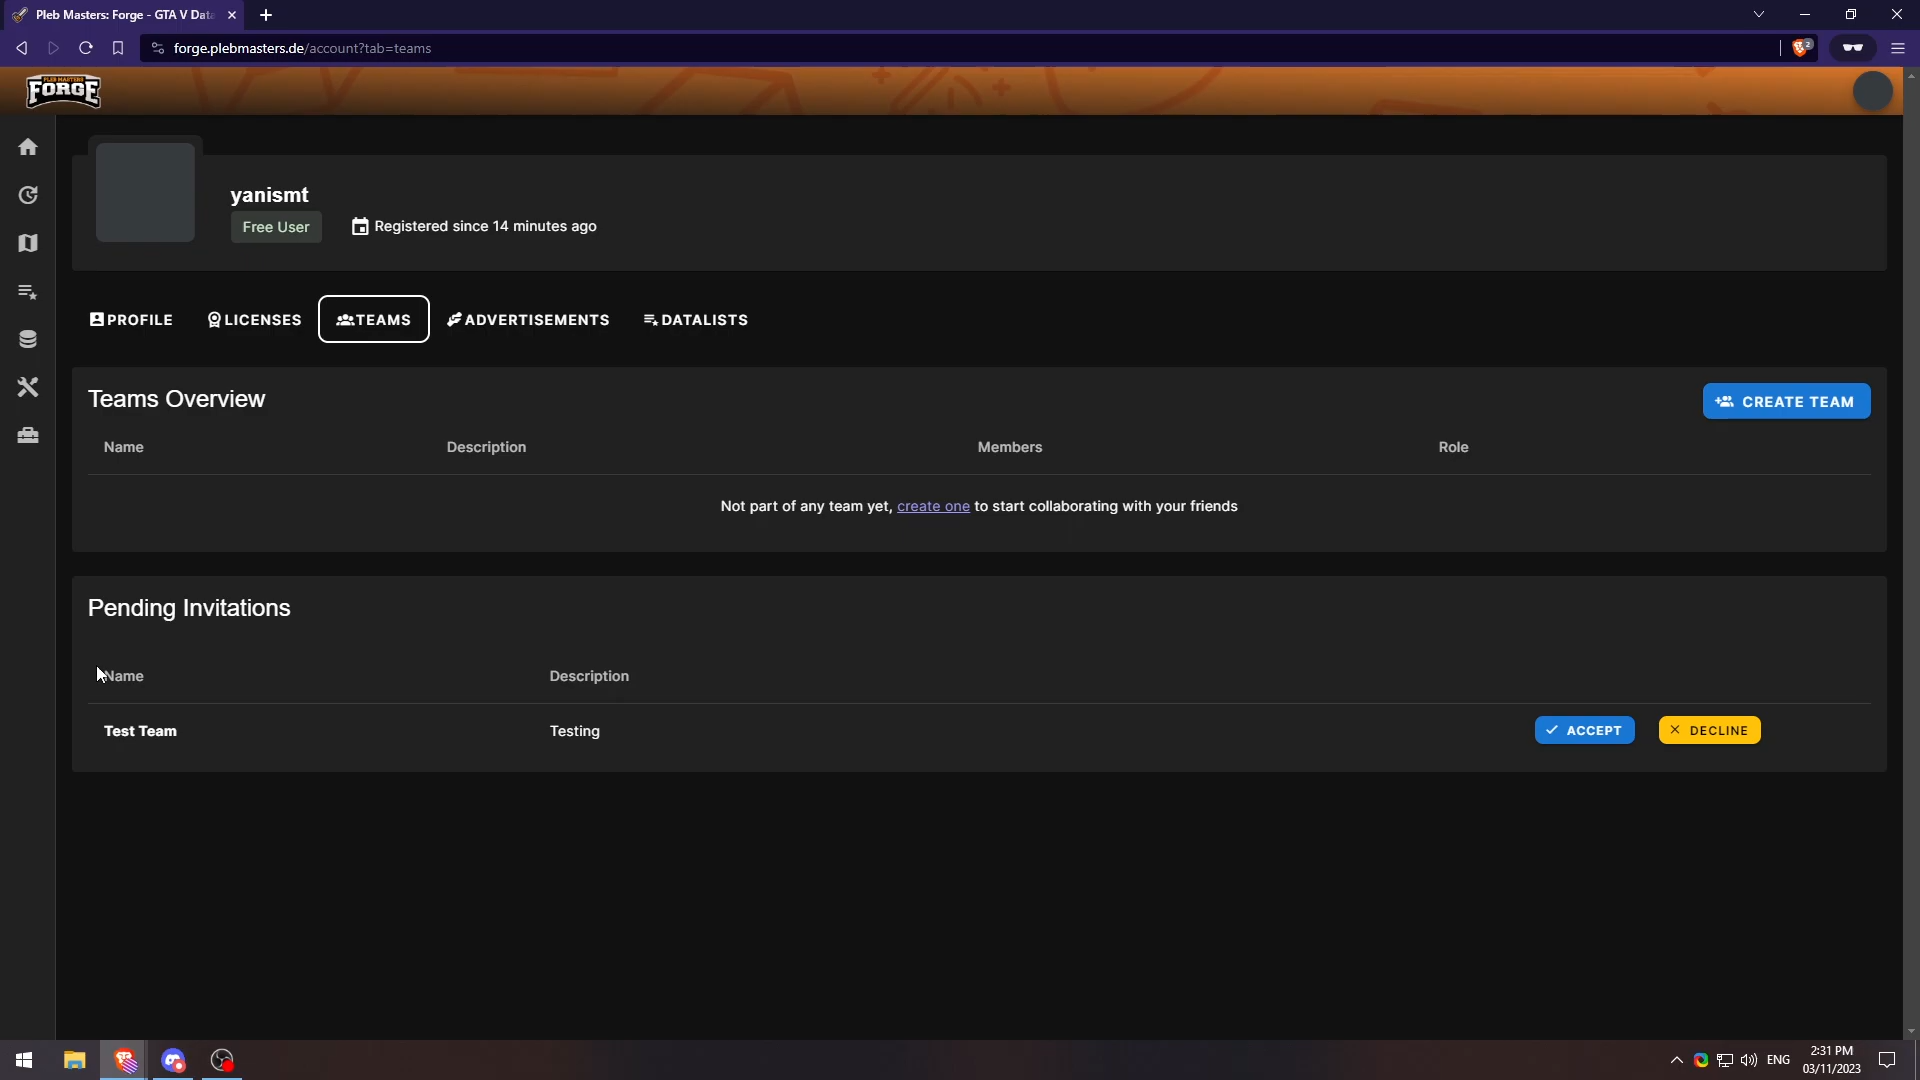 Pleb Masters: Forge - GTA V Dat
forge.plebmasters.de/account?tab=teams
2
PLEB MASTERS
FORGE
yanismt
Free User
Registered since 14 minutes ago
PROFILE
LICENSES
TEAMS
ADVERTISEMENTS
DATALISTS
Teams Overview
CREATE TEAM
Name
Description
Members
Role
Not part of any team yet, create one to start collaborating with your friends
Pending Invitations
Name
Description
Test Team
Testing
ACCEPT
DECLINE
ENG
2:31 PM
03/11/2023